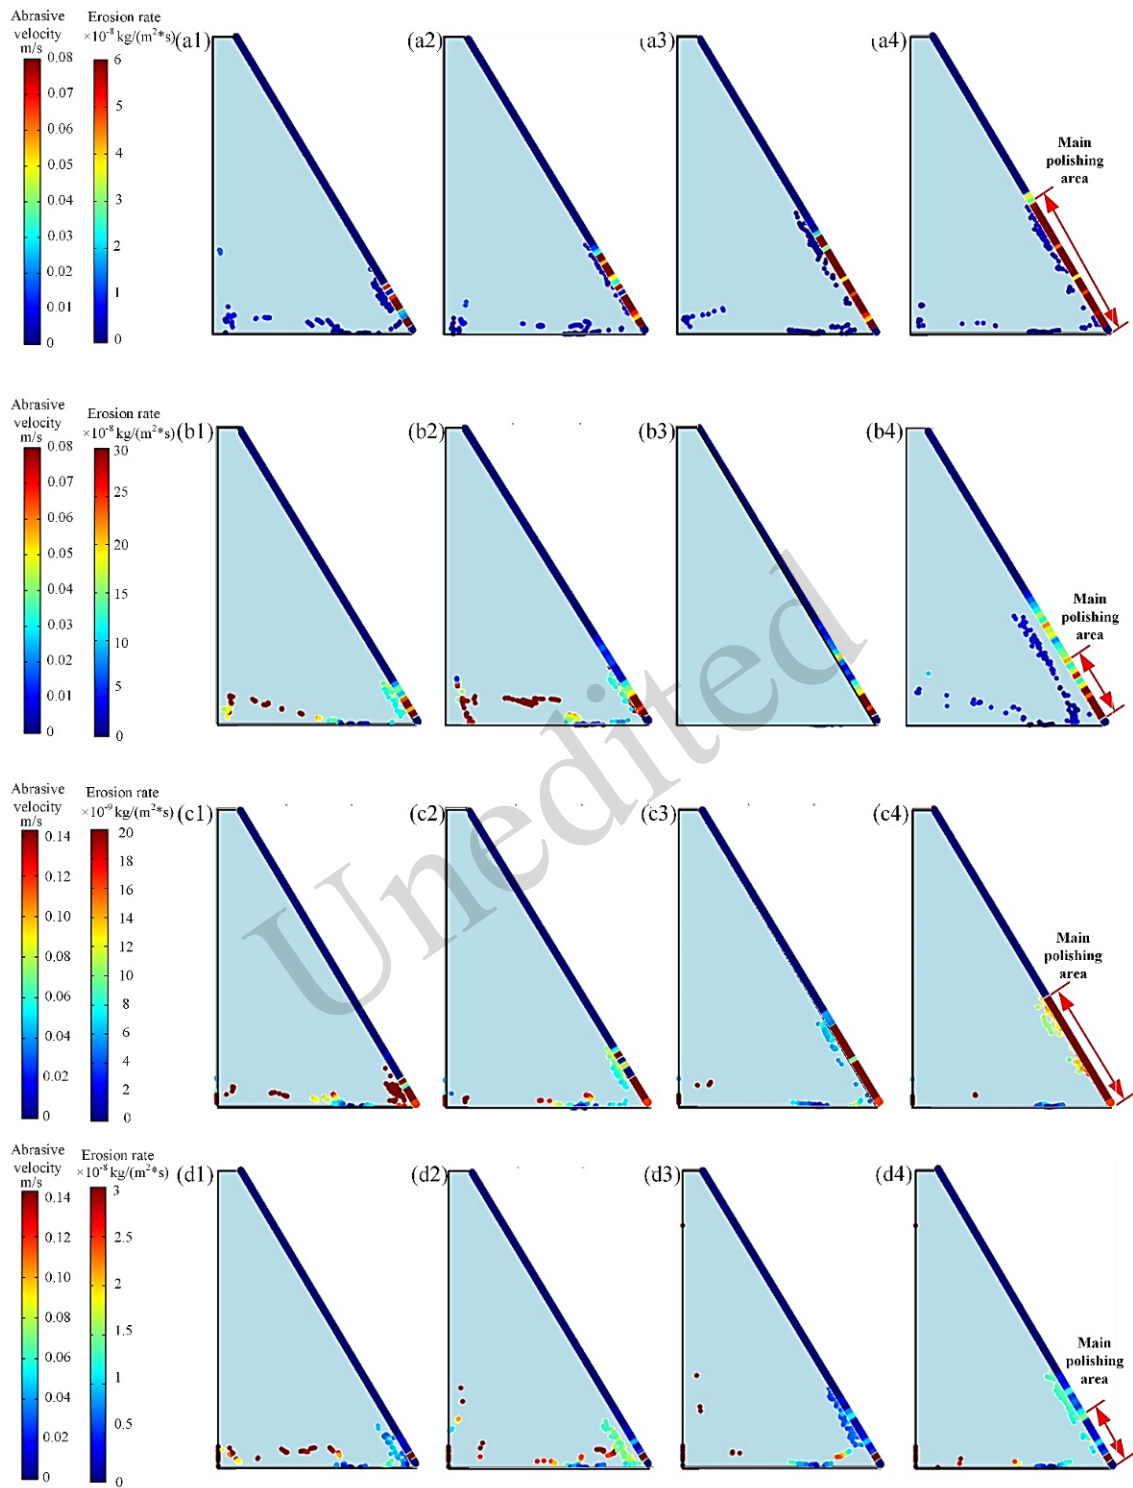 Abrasive velocity m/s
Erosion rate ×10⁻⁸ kg/(m²*s)
0.08
0.07
0.06
0.05
0.04
0.03
0.02
0.01
0
6
5
4
3
2
1
0
(a1)
(a2)
(a3)
(a4)
Main
polishing
area
Abrasive
velocity
m/s
Erosion rate
×10⁻⁸ kg/(m²*s)
0.08
0.07
0.06
0.05
0.04
0.03
0.02
0.01
0
30
25
20
15
10
5
0
(b1)
(b2)
(b3)
(b4)
Main
polishing
area
Unedited
Abrasive
velocity
m/s
Erosion rate
×10⁻⁹ kg/(m²*s)
0.14
0.12
0.10
0.08
0.06
0.04
0.02
0
20
18
16
14
12
10
8
6
4
2
0
(c1)
(c2)
(c3)
(c4)
Main
polishing
area
Abrasive
velocity
m/s
Erosion rate
×10⁻⁸ kg/(m²*s)
0.14
0.12
0.10
0.08
0.06
0.04
0.02
0
3
2.5
2
1.5
1
0.5
0
(d1)
(d2)
(d3)
(d4)
Main
polishing
area